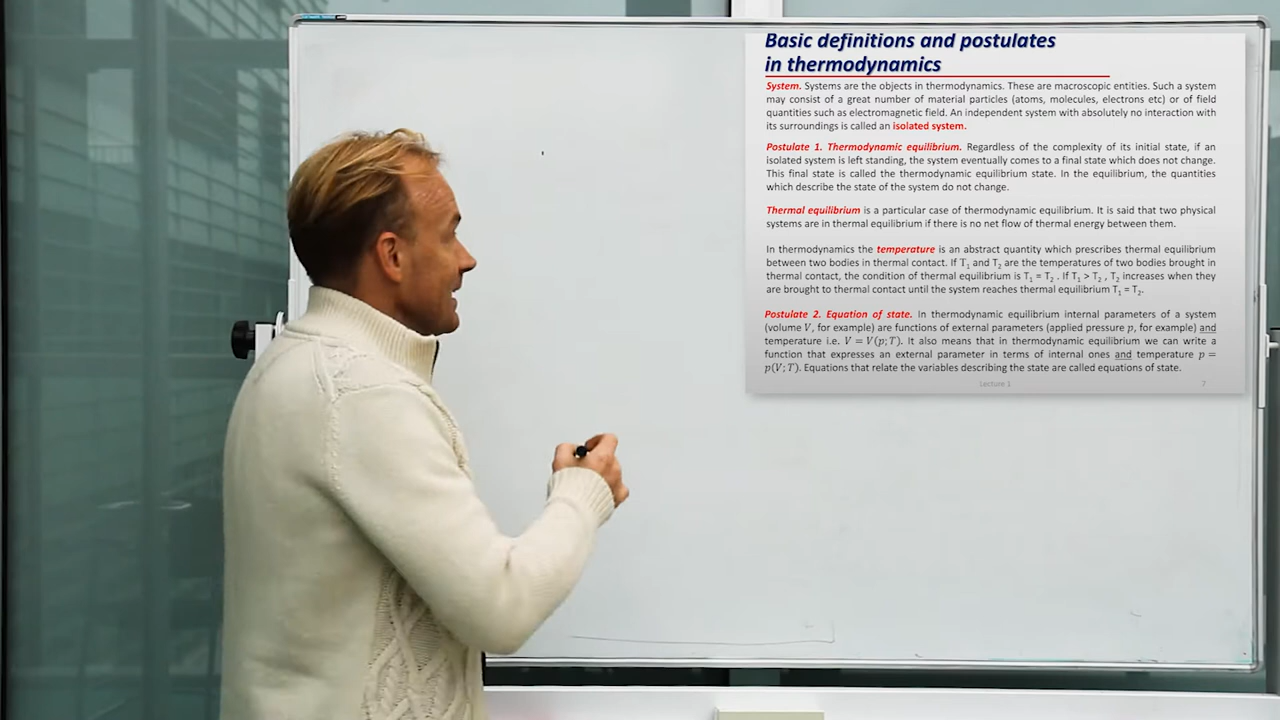 Basic definitions and postulates
in thermodynamics
System. Systems are the objects in thermodynamics. These are macroscopic entities. Such a system
may consist of a great number of material particles (atoms, molecules, electrons etc) or of field
quantities such as electromagnetic field. An independent system with absolutely no interaction with
its surroundings is called an isolated system.
Postulate 1. Thermodynamic equilibrium. Regardless of the complexity of its initial state, if an
isolated system is left standing, the system eventually comes to a final state which does not change.
This final state is called the thermodynamic equilibrium state. In the equilibrium, the quantities
which describe the state of the system do not change.
Thermal equilibrium is a particular case of thermodynamic equilibrium. It is said that two physical
systems are in thermal equilibrium if there is no net flow of thermal energy between them.
In thermodynamics the temperature is an abstract quantity which prescribes thermal equilibrium
between two bodies in thermal contact. If T₁ and T₂ are the temperatures of two bodies brought in
thermal contact, the condition of thermal equilibrium is T₁ = T₂ . If T₁ > T₂ , T₂ increases when they
are brought to thermal contact until the system reaches thermal equilibrium T₁ = T₂.
Postulate 2. Equation of state. In thermodynamic equilibrium internal parameters of a system
(volume V, for example) are functions of external parameters (applied pressure p, for example) and
temperature i.e. V = V(p; T). It also means that in thermodynamic equilibrium we can write a
function that expresses an external parameter in terms of internal ones and temperature p =
p(V; T). Equations that relate the variables describing the state are called equations of state.
Lecture 1 7